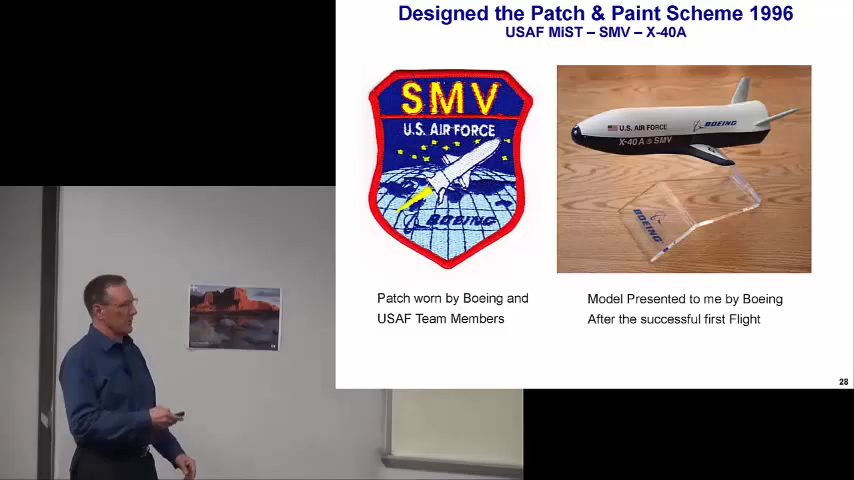 Designed the Patch & Paint Scheme 1996
USAF MiST – SMV – X-40A
SMV
U.S. AIR FORCE
BOEING
U.S. AIR FORCE
BOEING
X-40A SMV
BOEING
Patch worn by Boeing and
USAF Team Members
Model Presented to me by Boeing
After the successful first Flight
28